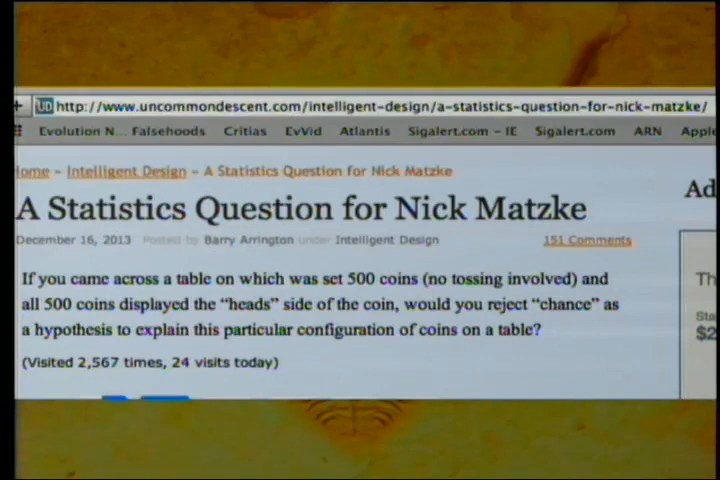 UD http://www.uncommondescent.com/intelligent-design/a-statistics-question-for-nick-matzke/
Evolution N... Falsehoods Critias EvVid Atlantis Sigalert.com - IE Sigalert.com ARN Apple
Home » Intelligent Design » A Statistics Question for Nick Matzke
A Statistics Question for Nick Matzke
December 16, 2013 Posted by Barry Arrington under Intelligent Design
151 Comments
If you came across a table on which was set 500 coins (no tossing involved) and
all 500 coins displayed the “heads” side of the coin, would you reject “chance” as
a hypothesis to explain this particular configuration of coins on a table?
(Visited 2,567 times, 24 visits today)
Ad
Th
Sta
$2